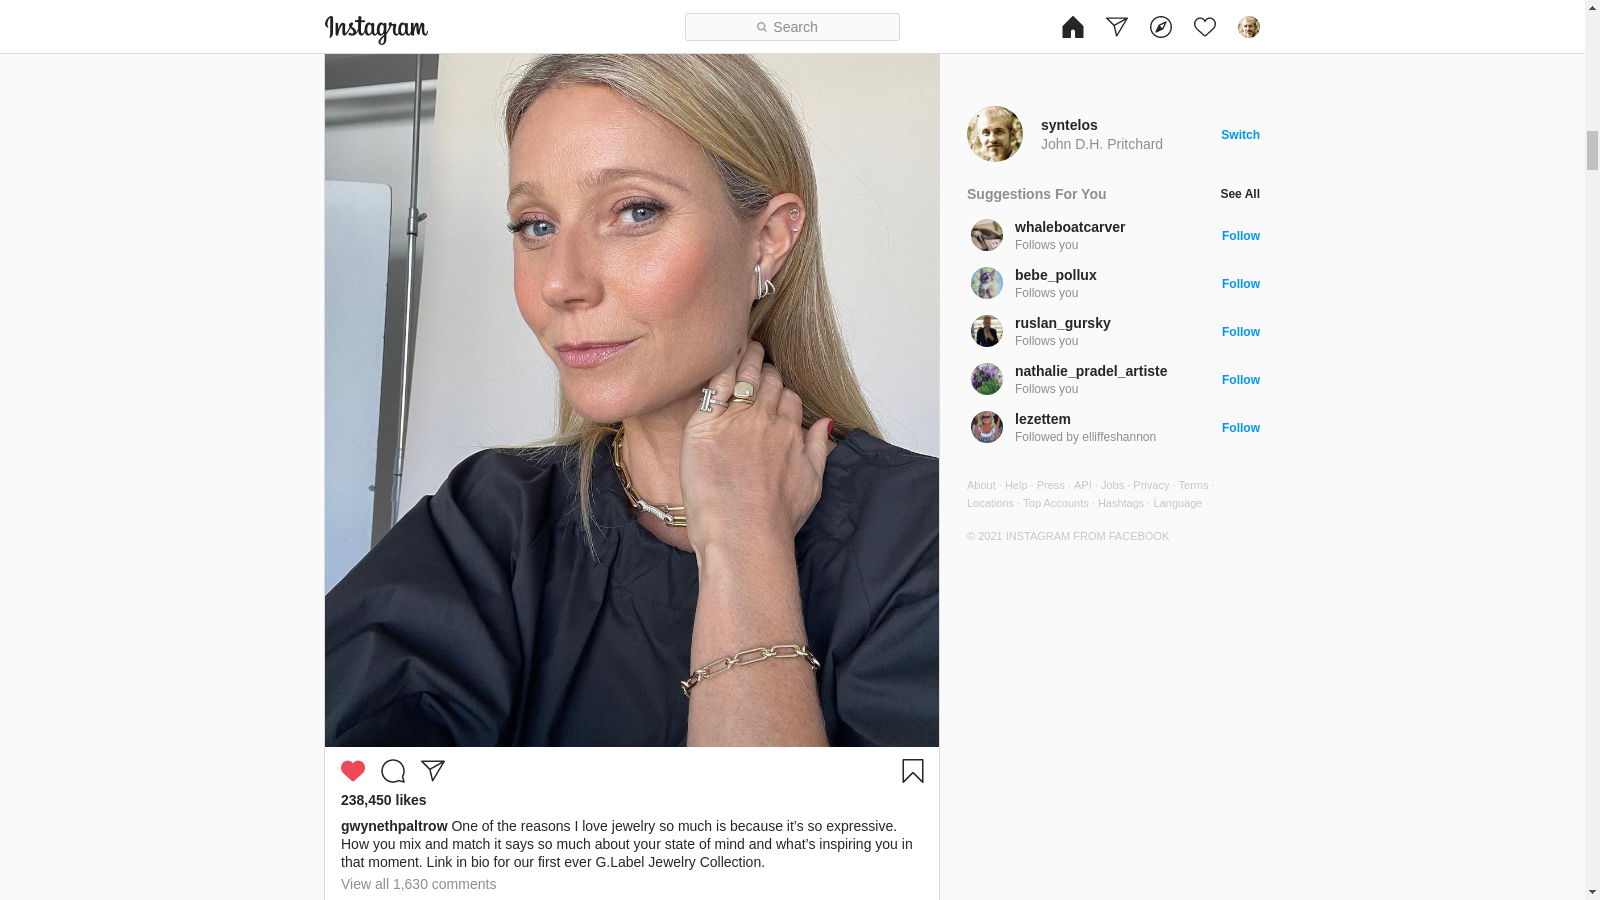 Instagram
Search
syntelos
John D.H. Pritchard
Switch
Suggestions For You
See All
whaleboatcarver
Follows you
Follow
bebe_pollux
Follows you
Follow
ruslan_gursky
Follows you
Follow
nathalie_pradel_artiste
Follows you
Follow
lezettem
Followed by elliffeshannon
Follow
About · Help · Press · API · Jobs · Privacy · Terms ·
Locations · Top Accounts · Hashtags · Language
© 2021 INSTAGRAM FROM FACEBOOK
238,450 likes
gwynethpaltrow One of the reasons I love jewelry so much is because it’s so expressive.
How you mix and match it says so much about your state of mind and what’s inspiring you in
that moment. Link in bio for our first ever G.Label Jewelry Collection.
View all 1,630 comments